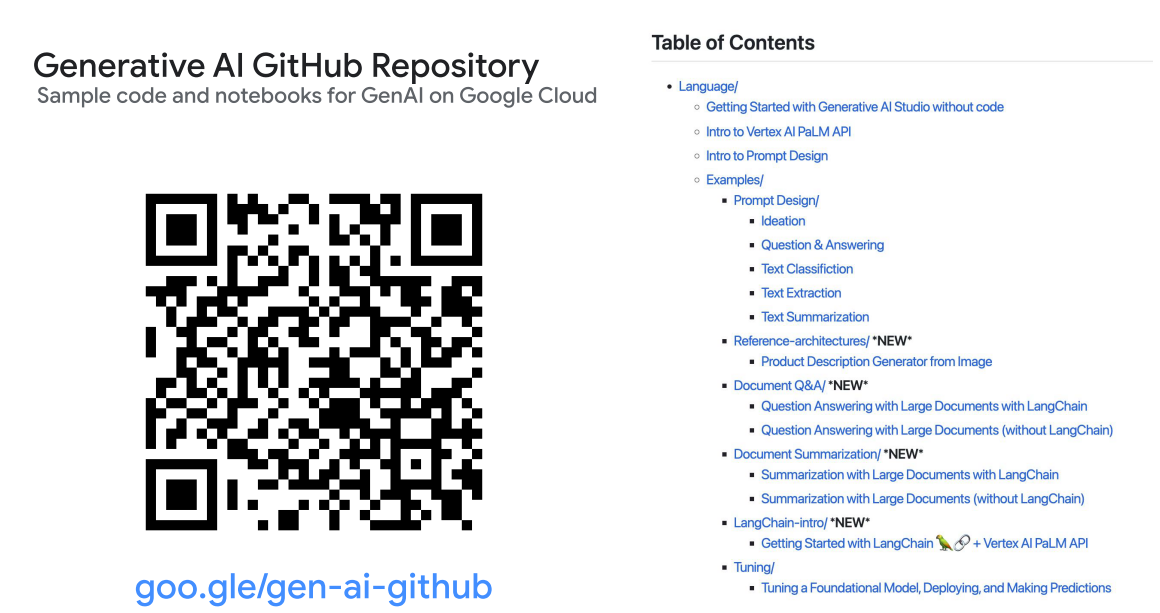 Generative AI GitHub Repository
Sample code and notebooks for GenAI on Google Cloud
goo.gle/gen-ai-github
Table of Contents
Language/
Getting Started with Generative AI Studio without code
Intro to Vertex AI PaLM API
Intro to Prompt Design
Examples/
Prompt Design/
Ideation
Question & Answering
Text Classifiction
Text Extraction
Text Summarization
Reference-architectures/ *NEW*
Product Description Generator from Image
Document Q&A/ *NEW*
Question Answering with Large Documents with LangChain
Question Answering with Large Documents (without LangChain)
Document Summarization/ *NEW*
Summarization with Large Documents with LangChain
Summarization with Large Documents (without LangChain)
LangChain-intro/ *NEW*
Getting Started with LangChain 🦜🔗 + Vertex AI PaLM API
Tuning/
Tuning a Foundational Model, Deploying, and Making Predictions